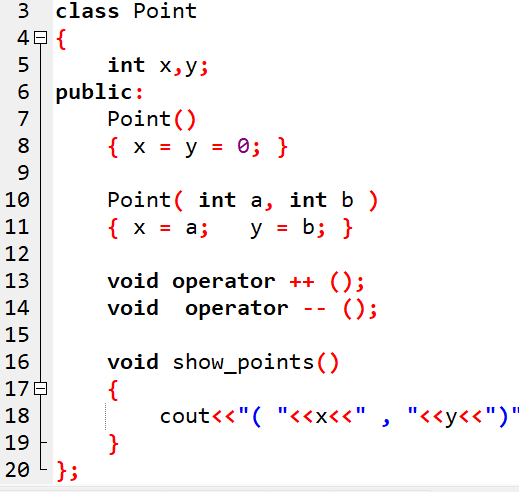 3 class Point
4 {
5 int x,y;
6 public:
7 Point()
8 { x = y = 0; }
9
10 Point( int a, int b )
11 { x = a; y = b; }
12
13 void operator ++ ();
14 void operator -- ();
15
16 void show_points()
17 {
18 cout<<"( "<<x<<" , "<<y<<")"
19 }
20 };